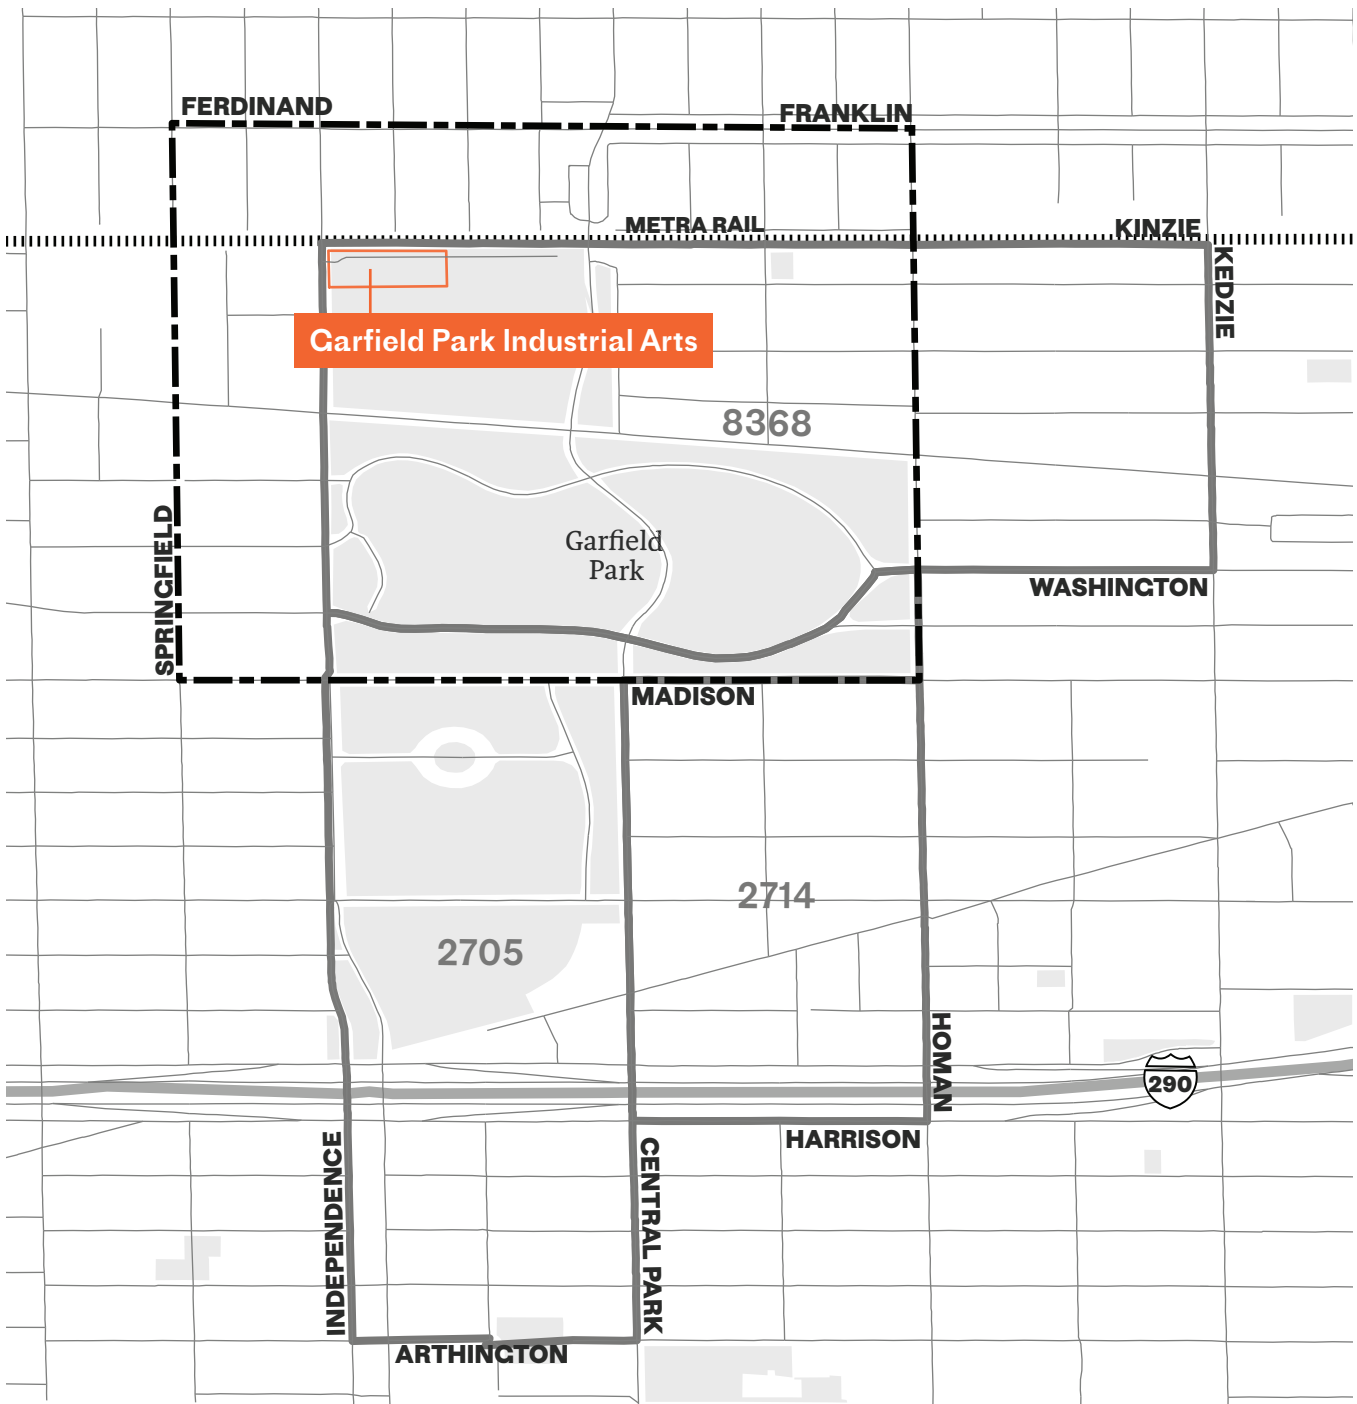 FERDINAND
FRANKLIN
METRA RAIL
KINZIE
KEDZIE
Garfield Park Industrial Arts
8368
SPRINGFIELD
Garfield
Park
WASHINGTON
MADISON
2714
2705
HOMAN
290
HARRISON
INDEPENDENCE
CENTRAL PARK
ARTHINGTON